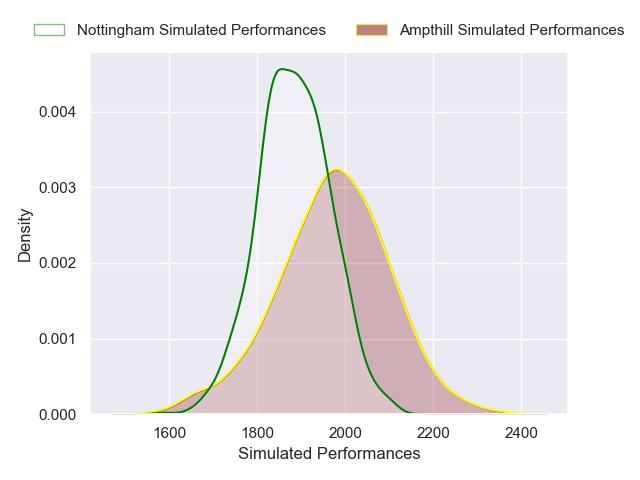 Nottingham Simulated Performances
Ampthill Simulated Performances
0.004
0.003
0.002
0.001
0.000
Density
1600
1800
2000
2200
2400
Simulated Performances